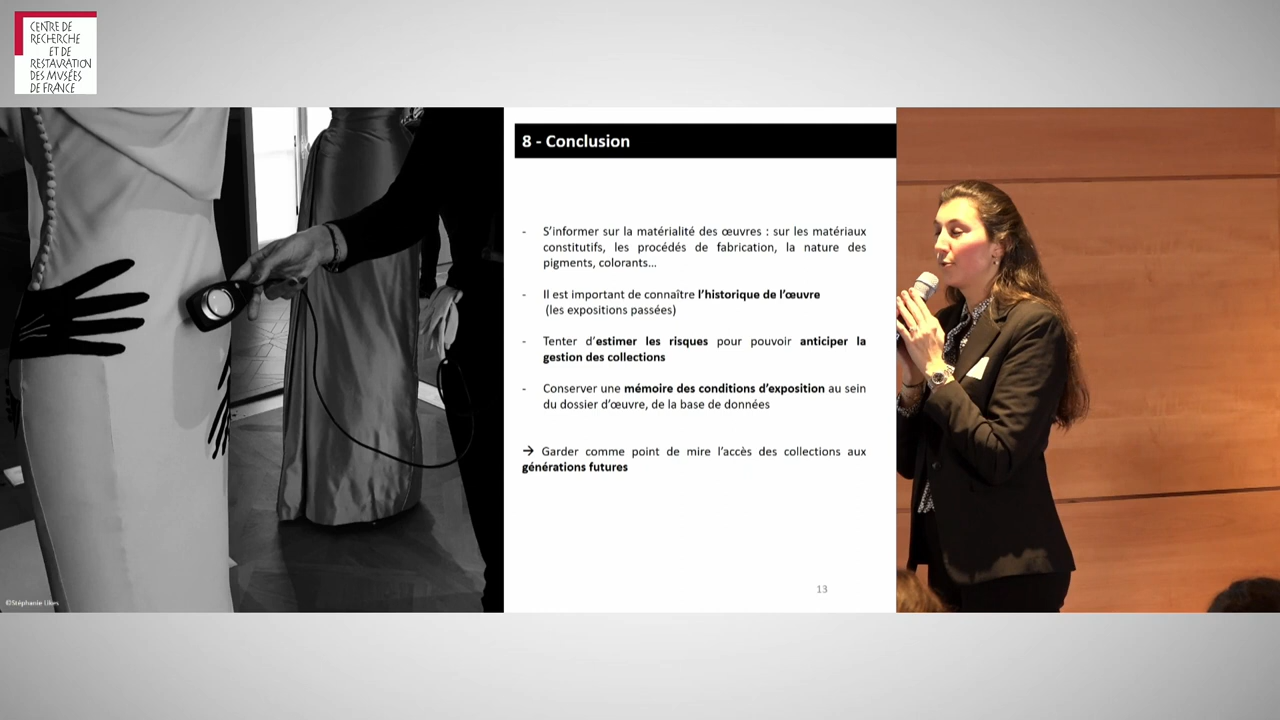 CENTRE DE
RECHERCHE
ET DE
RESTAURATION
DES MUSÉES
DE FRANCE
8 - Conclusion
- S'informer sur la matérialité des œuvres : sur les matériaux
constitutifs, les procédés de fabrication, la nature des
pigments, colorants…
- Il est important de connaître l'historique de l'œuvre
(les expositions passées)
- Tenter d'estimer les risques pour pouvoir anticiper la
gestion des collections
- Conserver une mémoire des conditions d'exposition au sein
du dossier d'œuvre, de la base de données
→ Garder comme point de mire l'accès des collections aux
générations futures
13
©Stéphanie